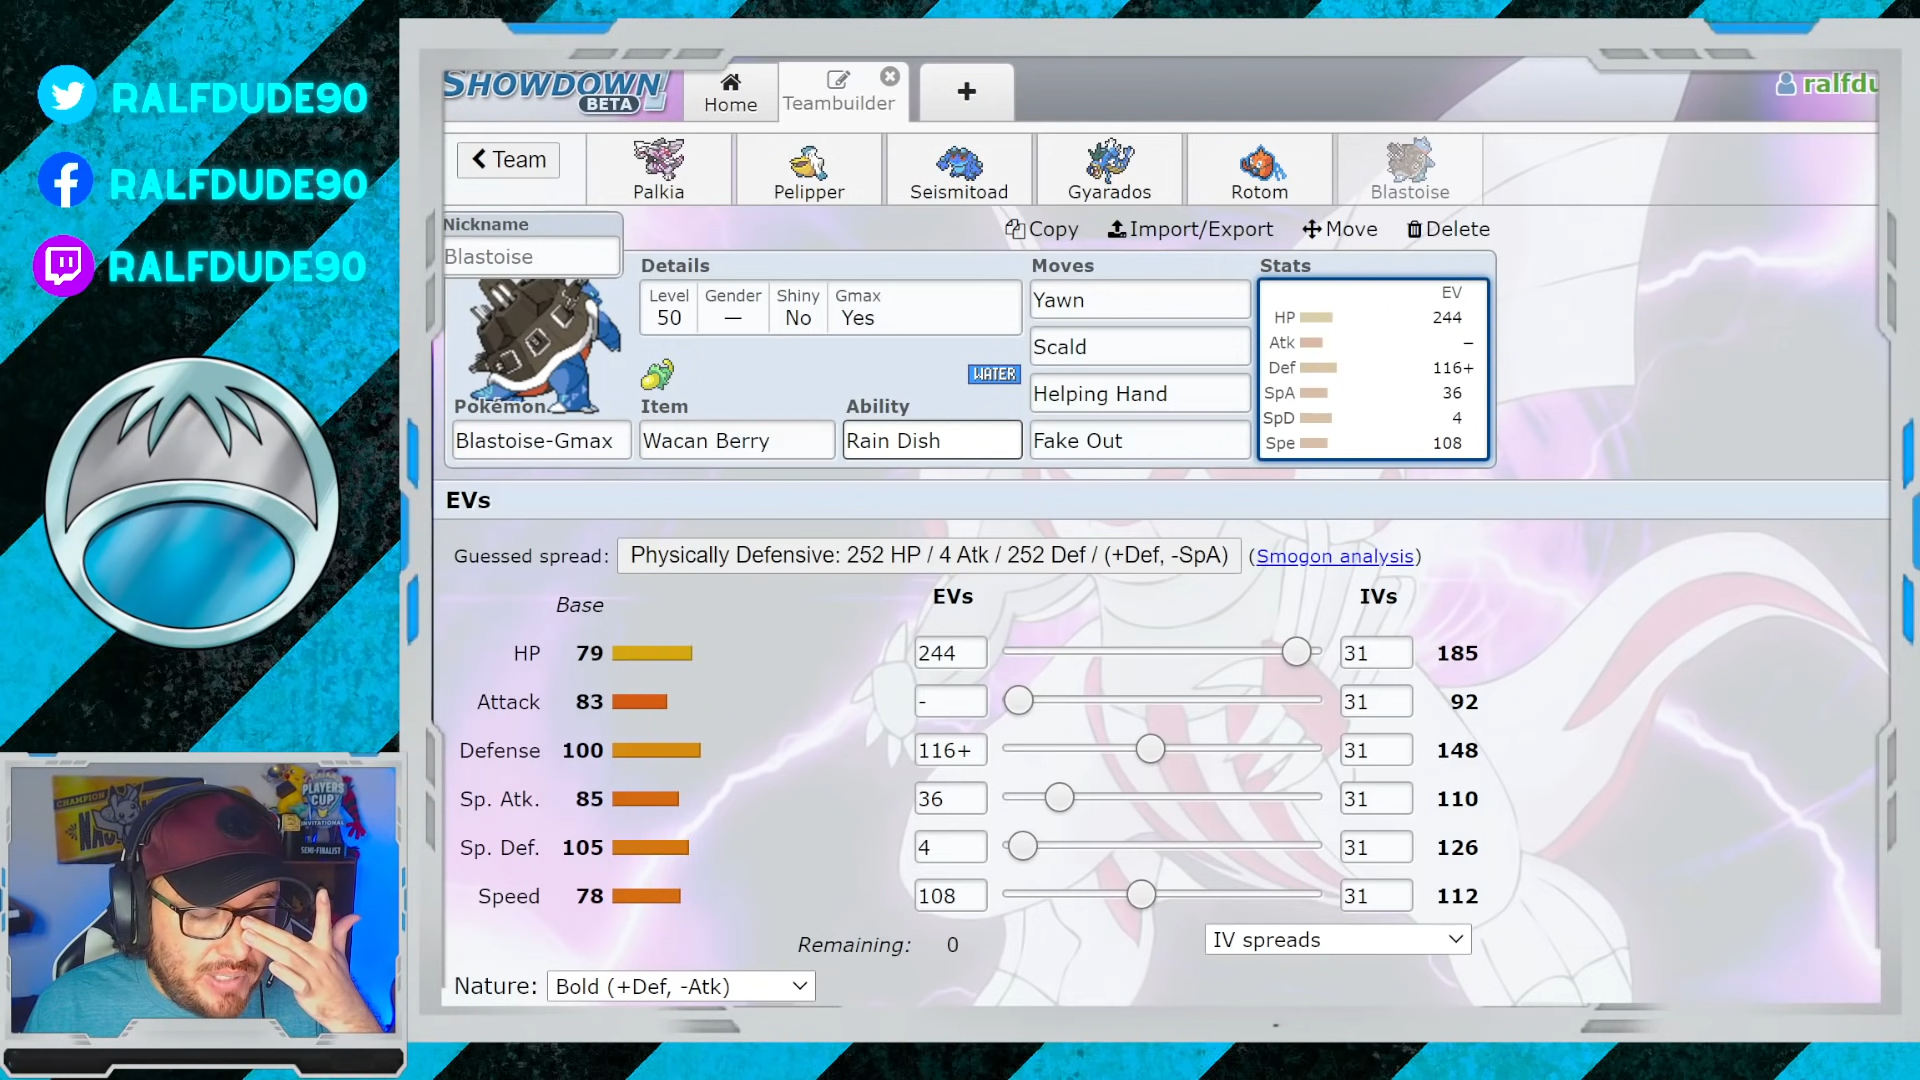 RALFDUDE90
RALFDUDE90
RALFDUDE90
SHOWDOWN
BETA
Home
Teambuilder
+
ralfdu
Team
Palkia
Pelipper
Seismitoad
Gyarados
Rotom
Blastoise
Nickname
Blastoise
Copy
Import/Export
Move
Delete
Details
Moves
Stats
Level
Gender
Shiny
Gmax
50
—
No
Yes
WATER
Pokémon
Item
Ability
Blastoise-Gmax
Wacan Berry
Rain Dish
Yawn
Scald
Helping Hand
Fake Out
EV
HP 244
Atk –
Def 116+
SpA 36
SpD 4
Spe 108
EVs
Guessed spread: Physically Defensive: 252 HP / 4 Atk / 252 Def / (+Def, -SpA) (Smogon analysis)
Base EVs IVs
HP 79 244 31 185
Attack 83 - 31 92
Defense 100 116+ 31 148
Sp. Atk. 85 36 31 110
Sp. Def. 105 4 31 126
Speed 78 108 31 112
Remaining: 0
IV spreads
Nature: Bold (+Def, -Atk)
CHAMPION
PLAYERS
CUP
INVITATIONAL
SEMI-FINALIST